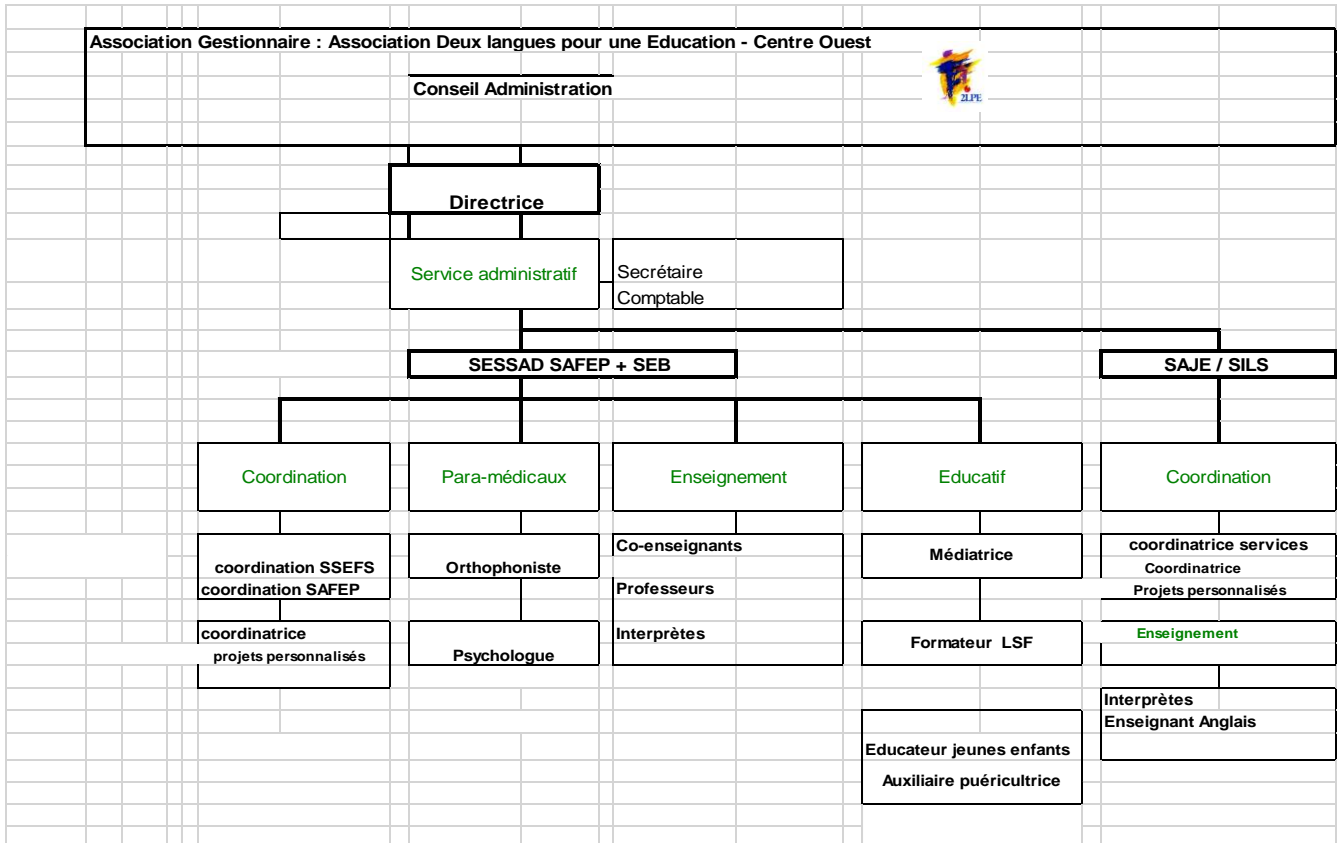 Association Gestionnaire : Association Deux langues pour une Education - Centre Ouest
2LPE
Conseil Administration
Directrice
Service administratif
Secrétaire
Comptable
SESSAD SAFEP + SEB
SAJE / SILS
Coordination
Para-médicaux
Enseignement
Educatif
Coordination
coordination SSEFS
coordination SAFEP
coordinatrice
projets personnalisés
Orthophoniste
Psychologue
Co-enseignants
Professeurs
Interprètes
Médiatrice
Formateur LSF
Educateur jeunes enfants
Auxiliaire puéricultrice
coordinatrice services
Coordinatrice
Projets personnalisés
Enseignement
Interprètes
Enseignant Anglais